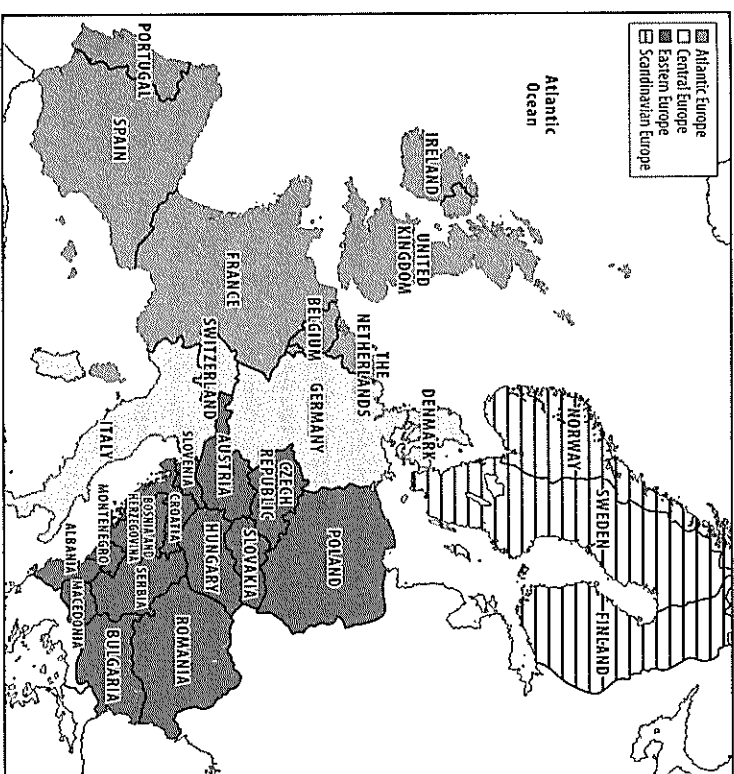 Atlantic Europe
Central Europe
Eastern Europe
Scandinavian Europe
Atlantic
Ocean
NORWAY
SWEDEN
FINLAND
IRELAND
UNITED
KINGDOM
DENMARK
THE
NETHERLANDS
BELGIUM
GERMANY
POLAND
CZECH
REPUBLIC
SLOVAKIA
FRANCE
SWITZERLAND
AUSTRIA
HUNGARY
SLOVENIA
CROATIA
ROMANIA
BOSNIA AND
HERZEGOVINA
SERBIA
PORTUGAL
SPAIN
ITALY
MONTENEGRO
BULGARIA
ALBANIA
MACEDONIA